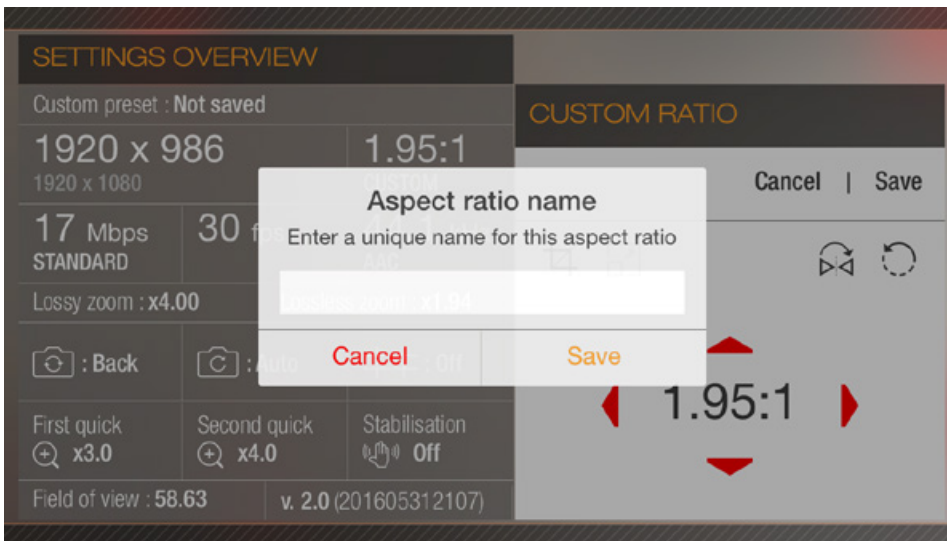 SETTINGS OVERVIEW
Custom preset : Not saved
1920 x 986
1.95:1
1920 x 1080
CUSTOM
17 Mbps
30 fps
STANDARD
AAC
Lossy zoom : x4.00
Lossless zoom : x1.94
: Back
: Auto
: Off
First quick
Second quick
Stabilisation
x3.0
x4.0
Off
Field of view : 58.63
v. 2.0 (201605312107)
CUSTOM RATIO
Cancel | Save
1.95:1
Aspect ratio name
Enter a unique name for this aspect ratio
Cancel
Save